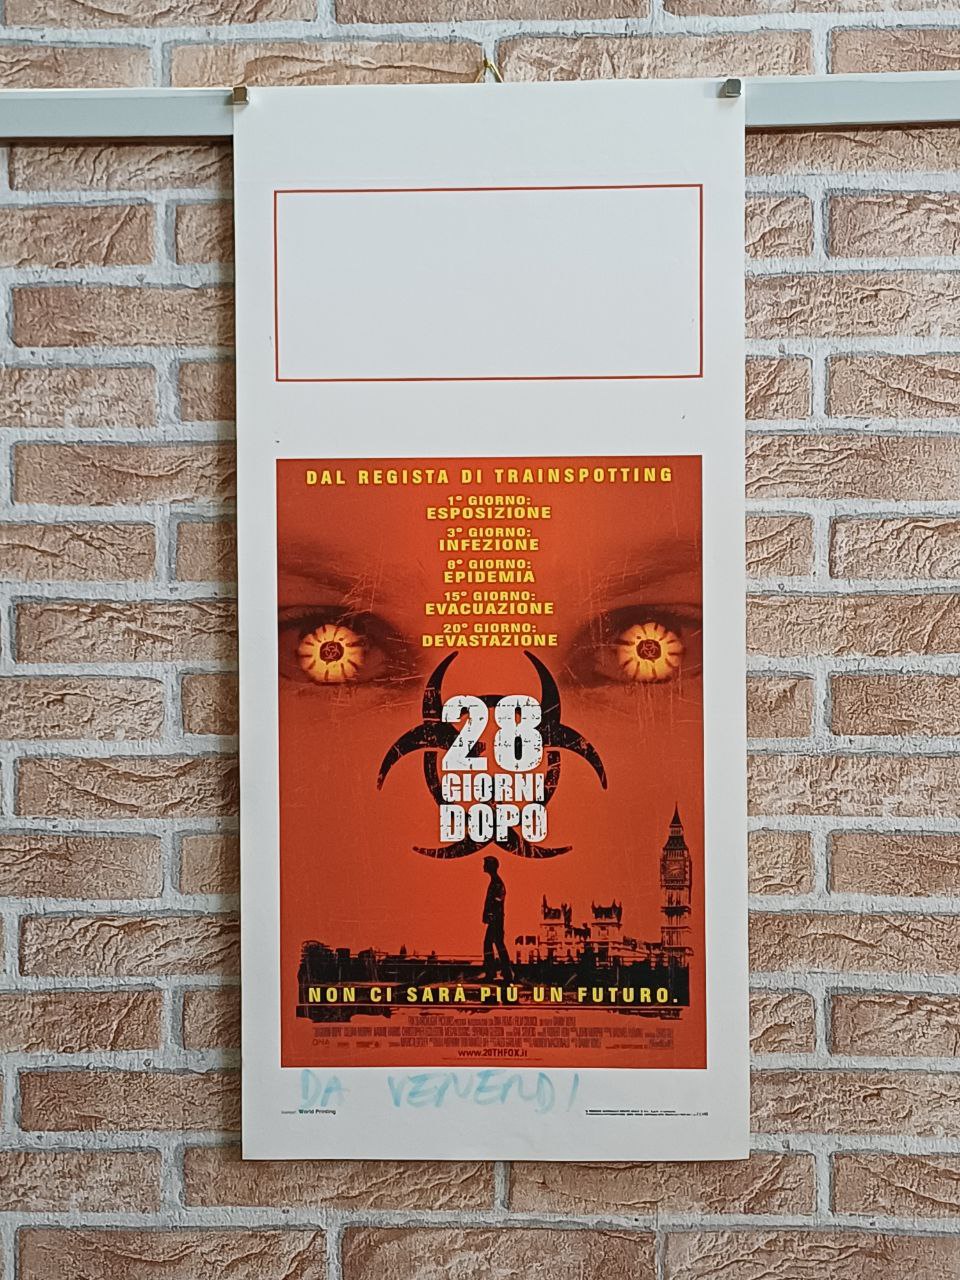 DAL REGISTA DI TRAINSPOTTING
1° GIORNO:
ESPOSIZIONE
3° GIORNO:
INFEZIONE
8° GIORNO:
EPIDEMIA
15° GIORNO:
EVACUAZIONE
20° GIORNO:
DEVASTAZIONE
28
GIORNI
DOPO
NON CI SARÀ PIÙ UN FUTURO.
www.20THFOX.it
DA VENENDI
World Printing